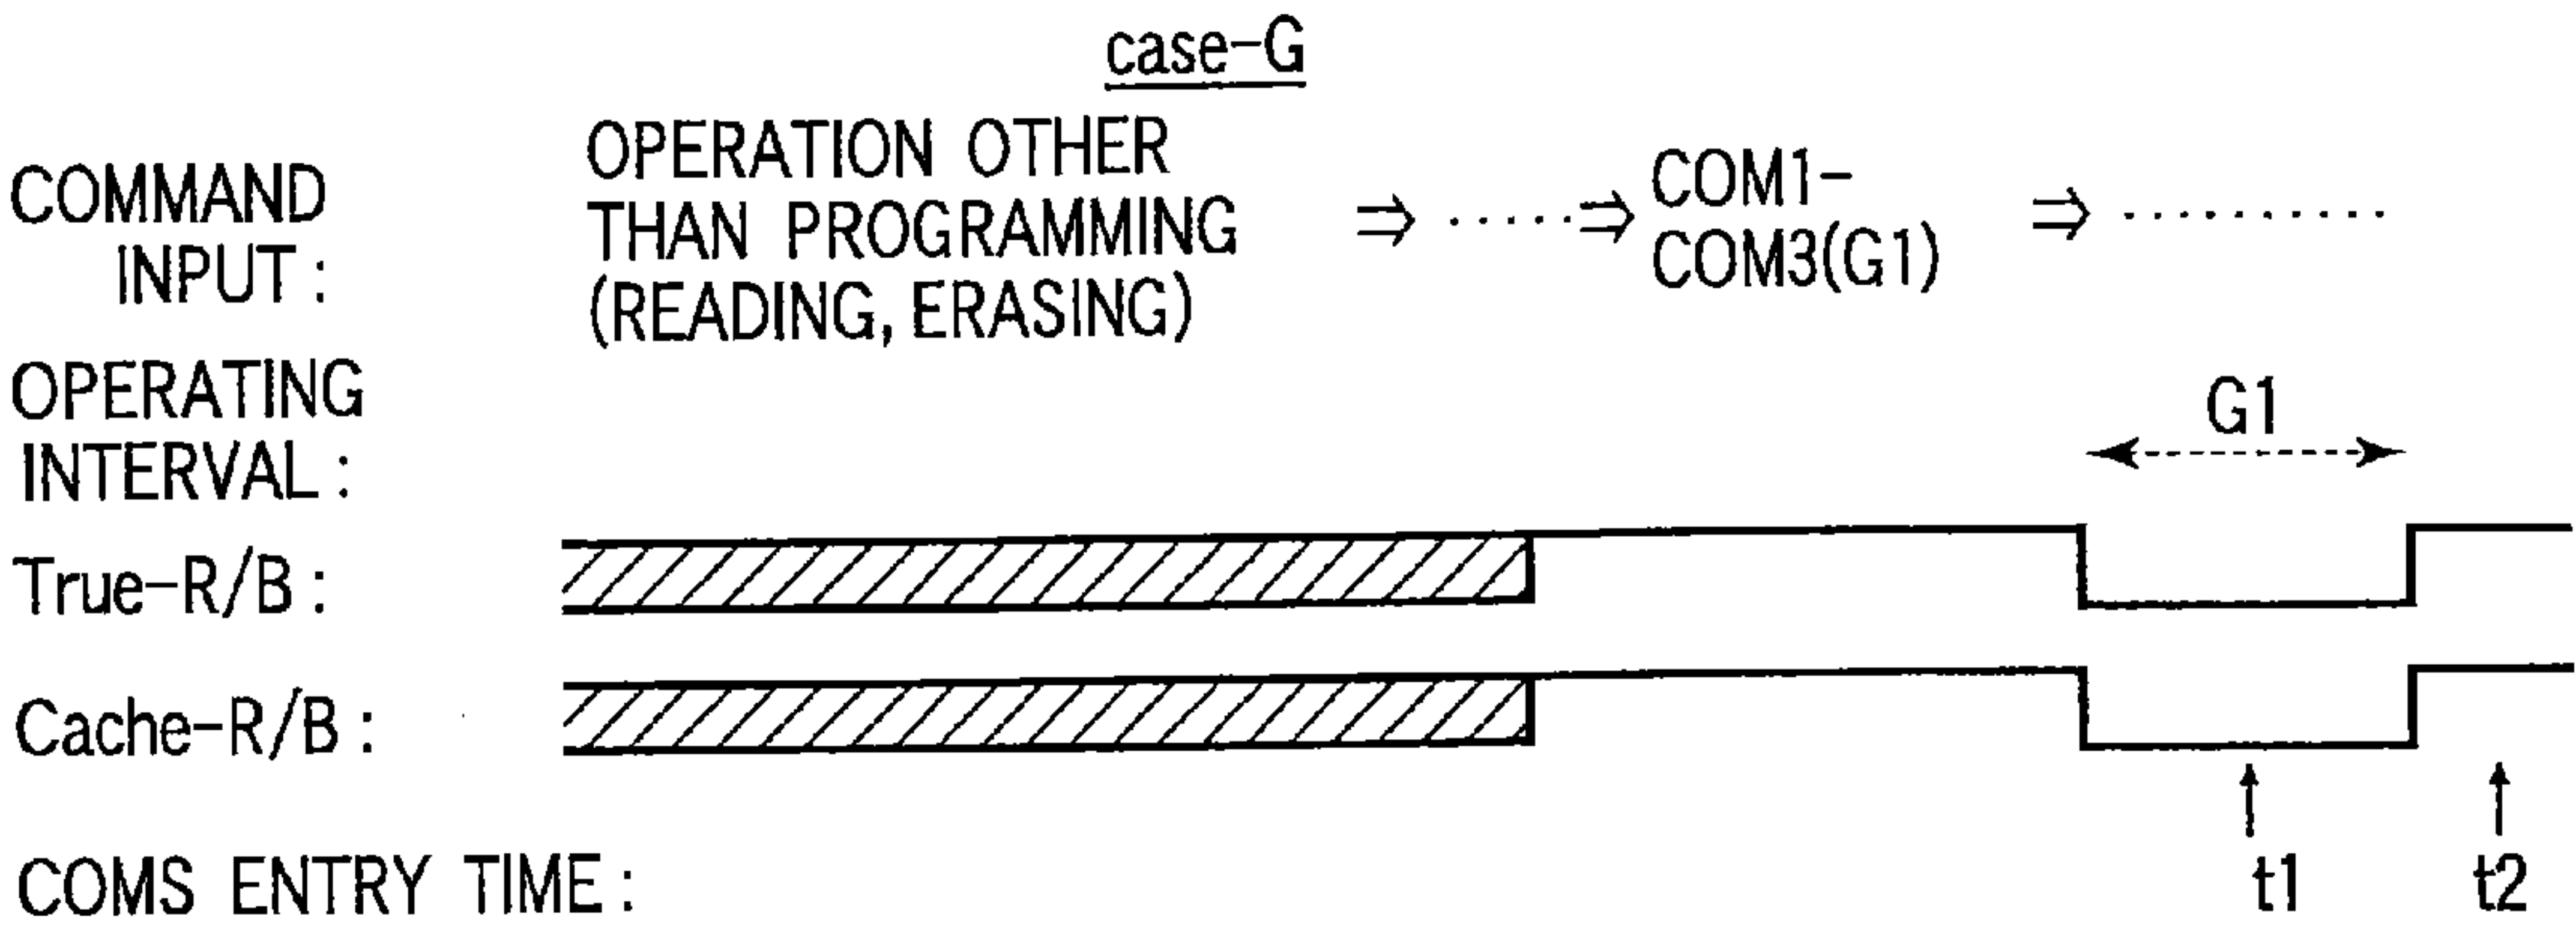 case-G
COMMAND
INPUT :
OPERATION OTHER
THAN PROGRAMMING
(READING, ERASING)
⇒ ····· ⇒
COM1-
COM3(G1)
⇒ ··········
OPERATING
INTERVAL :
G1
True-R/B :
Cache-R/B :
COMS ENTRY TIME :
t1
t2